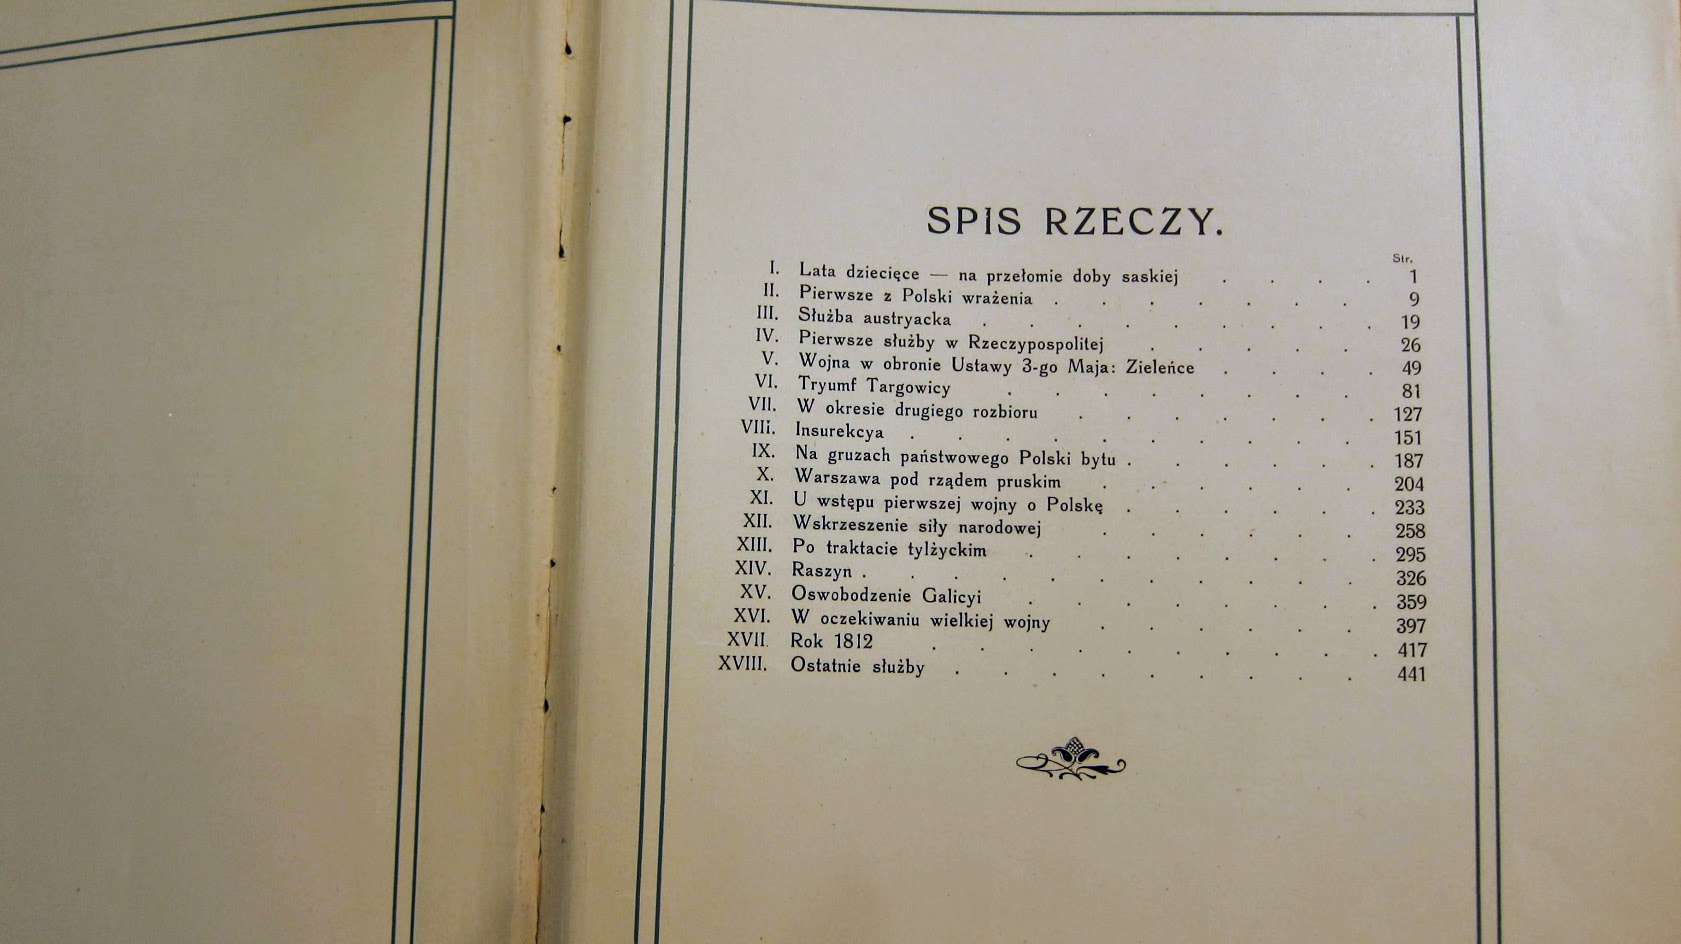 SPIS RZECZY.
Str.
I. Lata dziecięce — na przełomie doby saskiej . . . . 1
II. Pierwsze z Polski wrażenia . . . . . . . 9
III. Służba austryacka . . . . . . . . . 19
IV. Pierwsze służby w Rzeczypospolitej . . . . . 26
V. Wojna w obronie Ustawy 3-go Maja: Zieleńce . . . . 49
VI. Tryumf Targowicy . . . . . . . . 81
VII. W okresie drugiego rozbioru . . . . . . . 127
VIII. Insurekcya . . . . . . . . . . 151
IX. Na gruzach państwowego Polski bytu . . . . . . 187
X. Warszawa pod rządem pruskim . . . . . . 204
XI. U wstępu pierwszej wojny o Polskę . . . . . . 233
XII. Wskrzeszenie siły narodowej . . . . . . 258
XIII. Po traktacie tylżyckim . . . . . . . . 295
XIV. Raszyn . . . . . . . . . . . 326
XV. Oswobodzenie Galicyi . . . . . . . . 359
XVI. W oczekiwaniu wielkiej wojny . . . . . . 397
XVII. Rok 1812 . . . . . . . . . . 417
XVIII. Ostatnie służby . . . . . . . . . 441